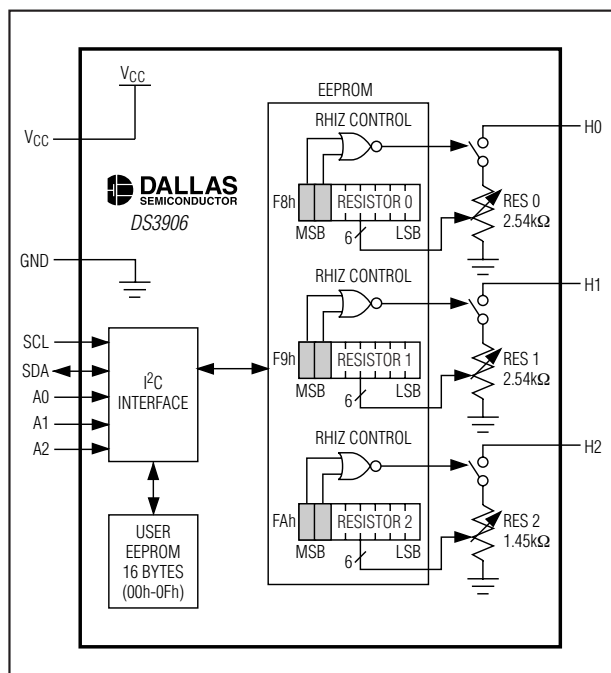 VCC
VCC
DALLAS
SEMICONDUCTOR
DS3906
GND
SCL
SDA
A0
A1
A2
I2C
INTERFACE
USER
EEPROM
16 BYTES
(00h-0Fh)
EEPROM
RHIZ CONTROL
F8h
RESISTOR 0
MSB
6
LSB
H0
RES 0
2.54kΩ
RHIZ CONTROL
F9h
RESISTOR 1
MSB
6
LSB
H1
RES 1
2.54kΩ
RHIZ CONTROL
FAh
RESISTOR 2
MSB
6
LSB
H2
RES 2
1.45kΩ